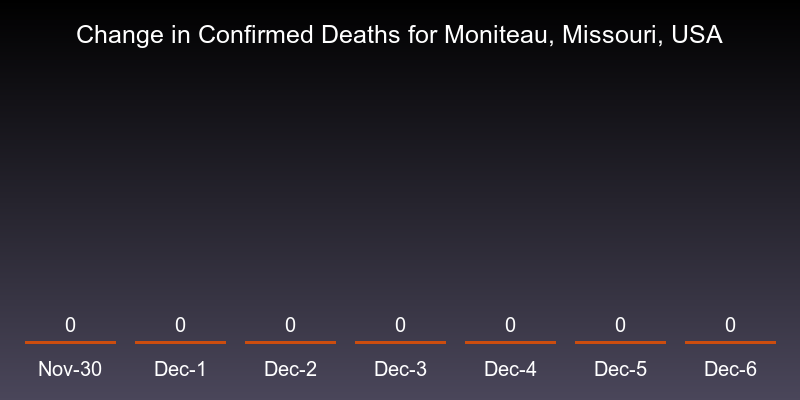 Change in Confirmed Deaths for Moniteau, Missouri, USA
0 0 0 0 0 0 0
Nov-30 Dec-1 Dec-2 Dec-3 Dec-4 Dec-5 Dec-6